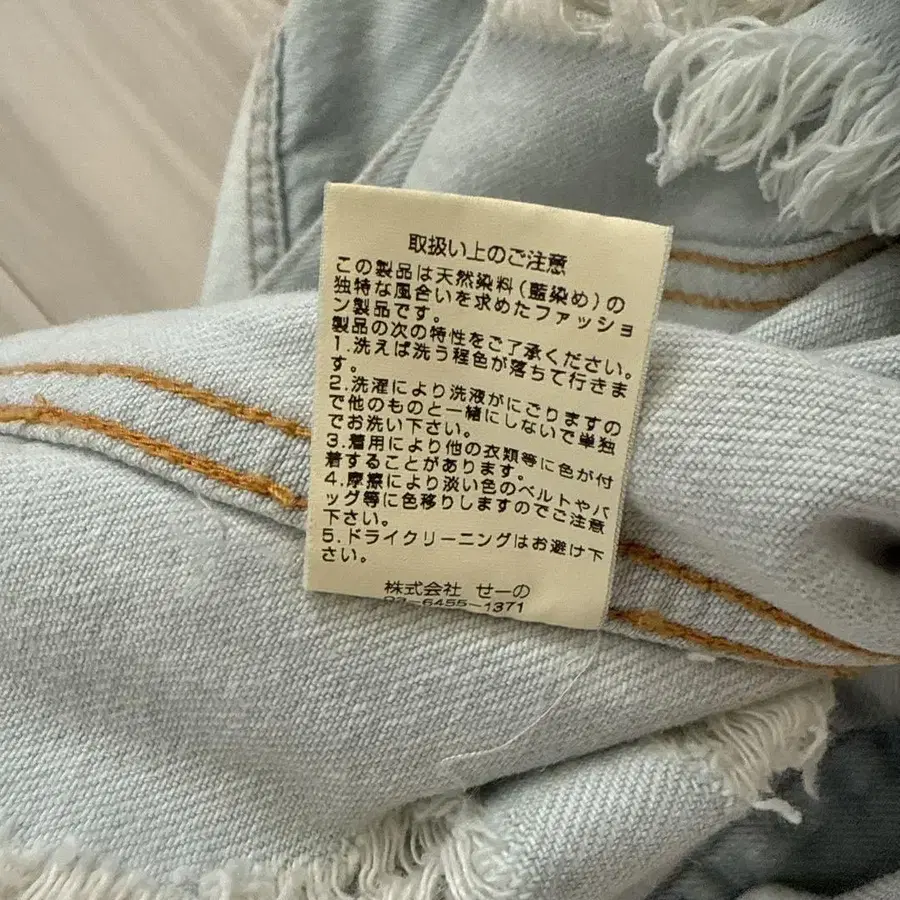 取扱い上のご注意
この製品は天然染料(藍染め)の
独特な風合いを求めたファッショ
ン製品です。
製品の次の特性をご了承ください。
1.洗えば洗う程色が落ちて行きま
す。
2.洗濯により洗液がにごりますの
で他のものと一緒にしないで単独
でお洗い下さい。
3.着用により他の衣類等に色が付
着することがあります。
4.摩擦により淡い色のベルトやバ
ッグ等に色移りしますのでご注意
下さい。
5.ドライクリーニングはお避け下
さい。
株式会社 せーの
03-6455-1371